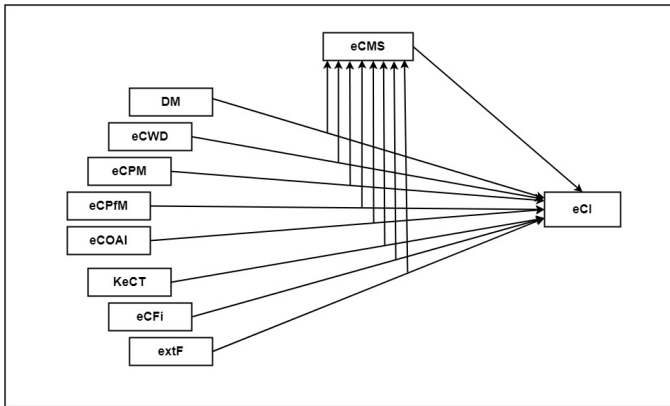 eCMS
DM
eCWD
eCPM
eCPfM
eCI
eCOAI
KeCT
eCFi
extF